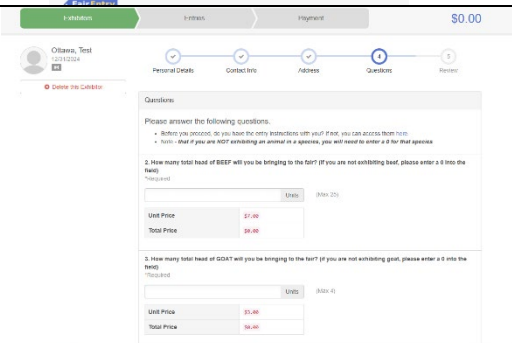 FairEntry
Exhibitors
Entries
Payment
$0.00
Ottawa, Test
12/31/2024
Delete this Exhibitor
Personal Details
Contact Info
Address
4
Questions
5
Review
Questions
Please answer the following questions.
• Before you proceed, do you have the entry instructions with you? If not, you can access them here
• Note - that if you are NOT exhibiting an animal in a species, you will need to enter a 0 for that species
2. How many total head of BEEF will you be bringing to the fair? (If you are not exhibiting beef, please enter a 0 into the
field)
*Required
Units (Max 25)
Unit Price $7.00
Total Price $0.00
3. How many total head of GOAT will you be bringing to the fair? (If you are not exhibiting goat, please enter a 0 into the
field)
*Required
Units (Max 4)
Unit Price $5.00
Total Price $0.00